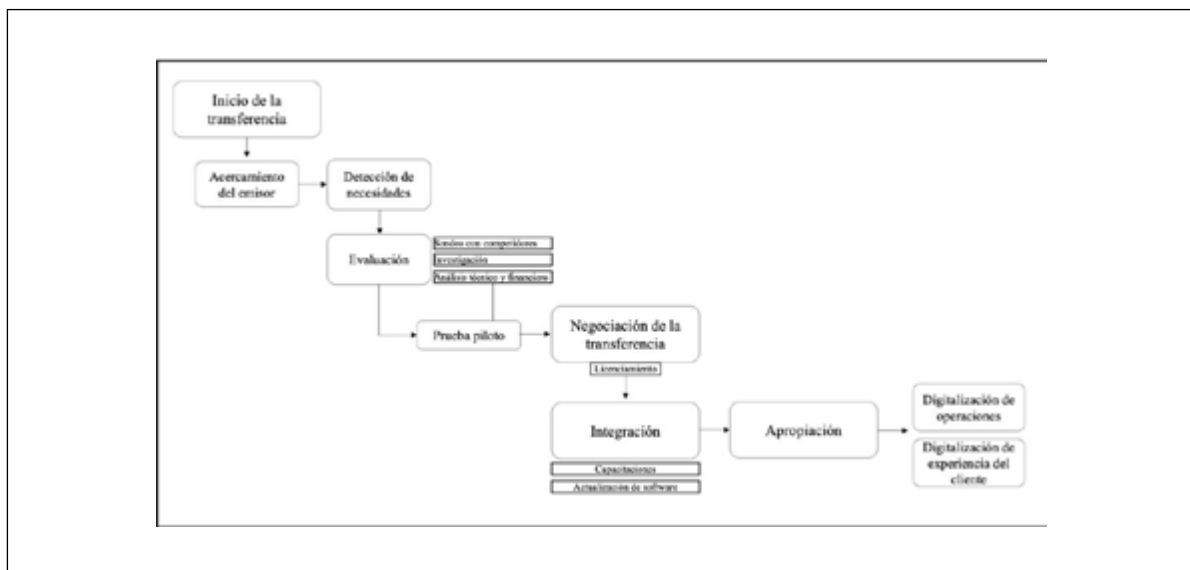 Inicio de la
transferencia
Acercamiento
del emisor
Detección de
necesidades
Evaluación
Sondeo con competidores
Investigación
Análisis técnico y financiero
Prueba piloto
Negociación de la
transferencia
Licenciamiento
Integración
Capacitaciones
Actualización de software
Apropiación
Digitalización de
operaciones
Digitalización de
experiencia del
cliente